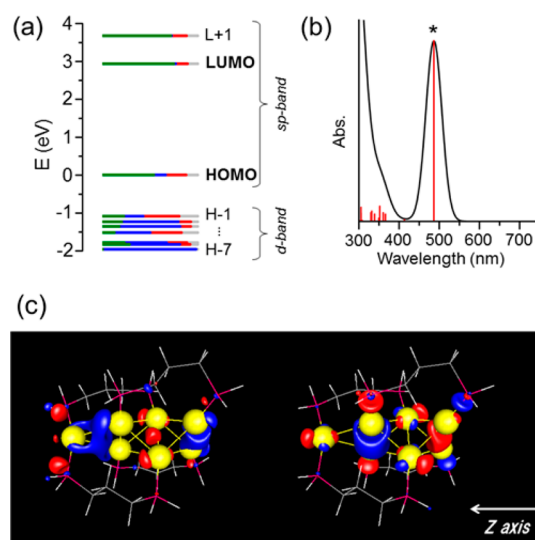 (a)
4
3
2
1
0
-1
-2
E (eV)
L+1
LUMO
HOMO
H-1
⋮
H-7
sp-band
d-band
(b)
*
Abs.
300 400 500 600 700
Wavelength (nm)
(c)
Z axis